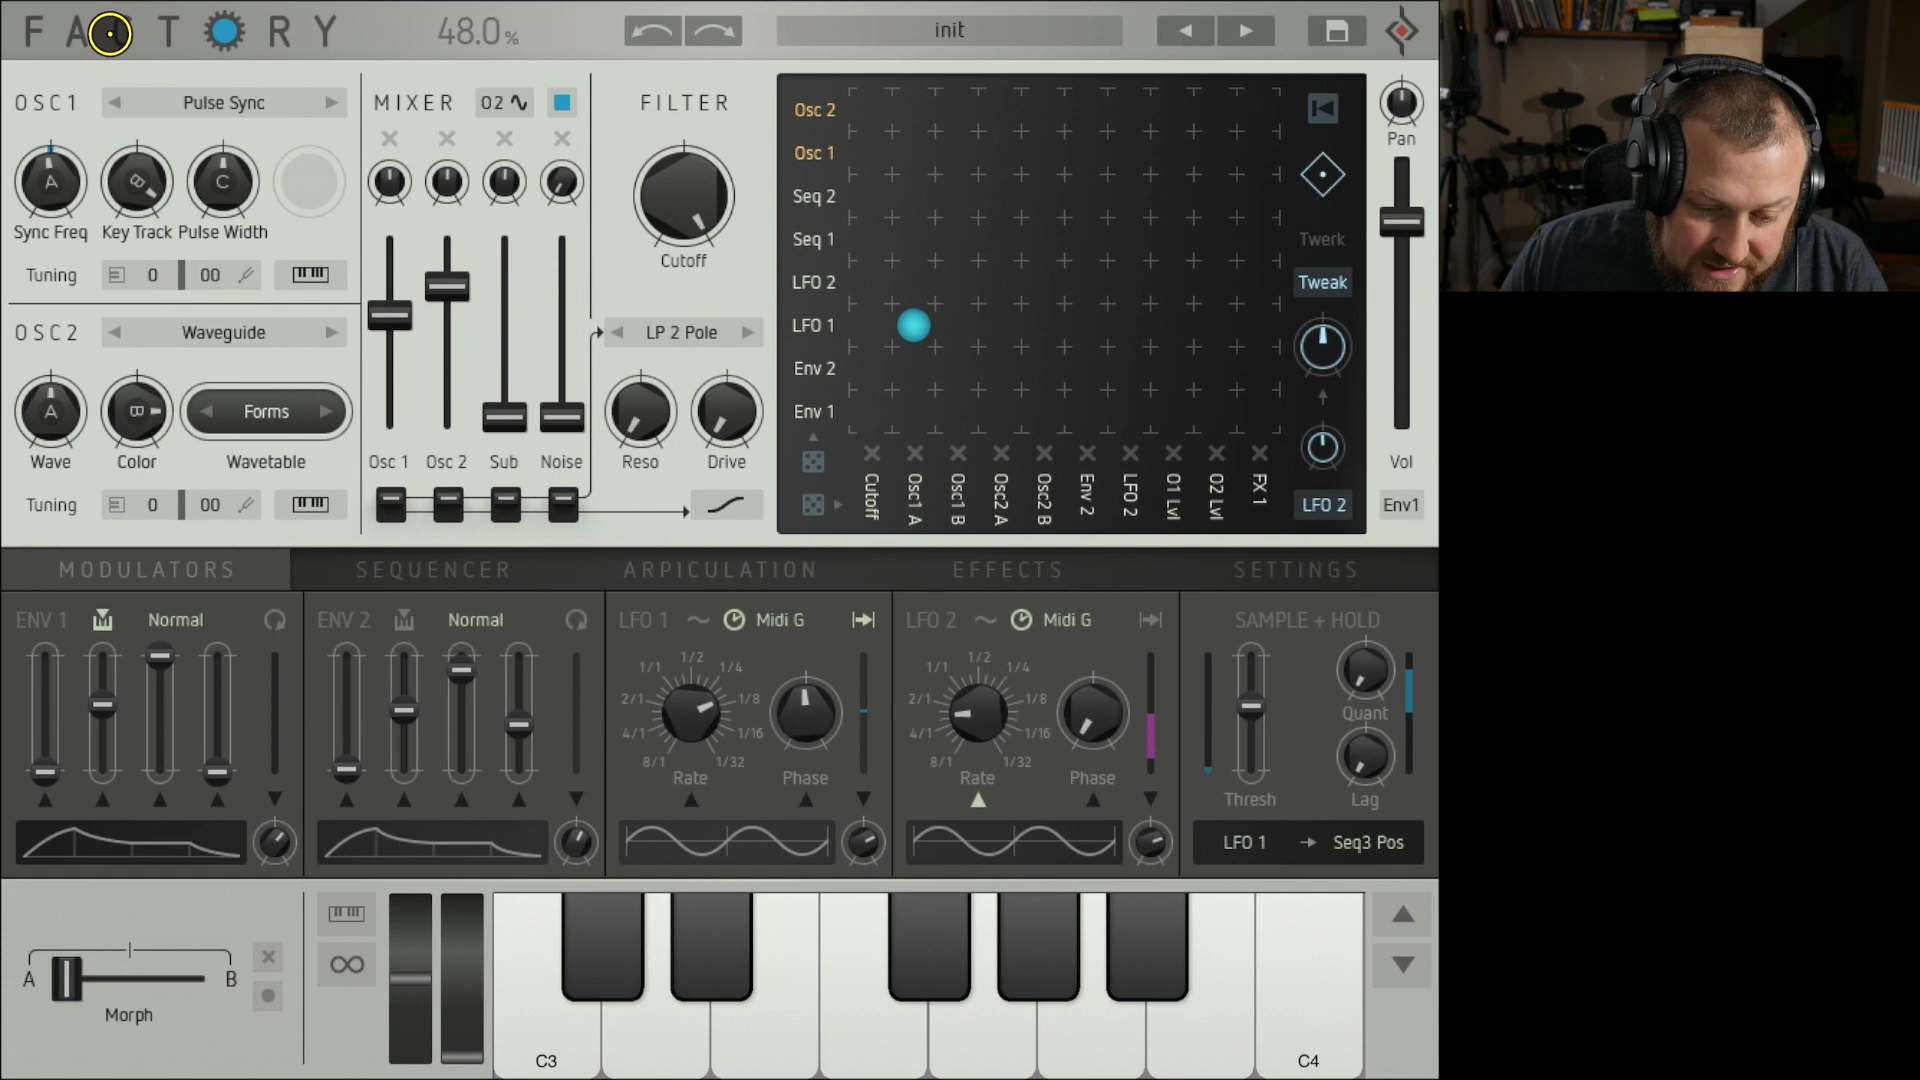 FACTORY
48.0 %
init
OSC1
Pulse Sync
A
B
C
Sync Freq
Key Track
Pulse Width
Tuning
0
00
OSC2
Waveguide
A
B
Forms
Wave
Color
Wavetable
Tuning
0
00
MIXER
O2
Osc 1
Osc 2
Sub
Noise
FILTER
Cutoff
LP 2 Pole
Reso
Drive
Osc 2
Osc 1
Seq 2
Seq 1
LFO 2
LFO 1
Env 2
Env 1
Cutoff
Osc1 A
Osc1 B
Osc2 A
Osc2 B
Env 2
LFO 2
O1 Lvl
O2 Lvl
FX 1
Twerk
Tweak
LFO 2
Pan
Vol
Env1
MODULATORS
SEQUENCER
ARPICULATION
EFFECTS
SETTINGS
ENV 1
Normal
ENV 2
Normal
LFO 1
Midi G
1/2
1/1
1/4
2/1
1/8
4/1
1/16
8/1
1/32
Rate
Phase
LFO 2
Midi G
1/2
1/1
1/4
2/1
1/8
4/1
1/16
8/1
1/32
Rate
Phase
SAMPLE + HOLD
Quant
Thresh
Lag
LFO 1 → Seq3 Pos
A
B
Morph
C3
C4